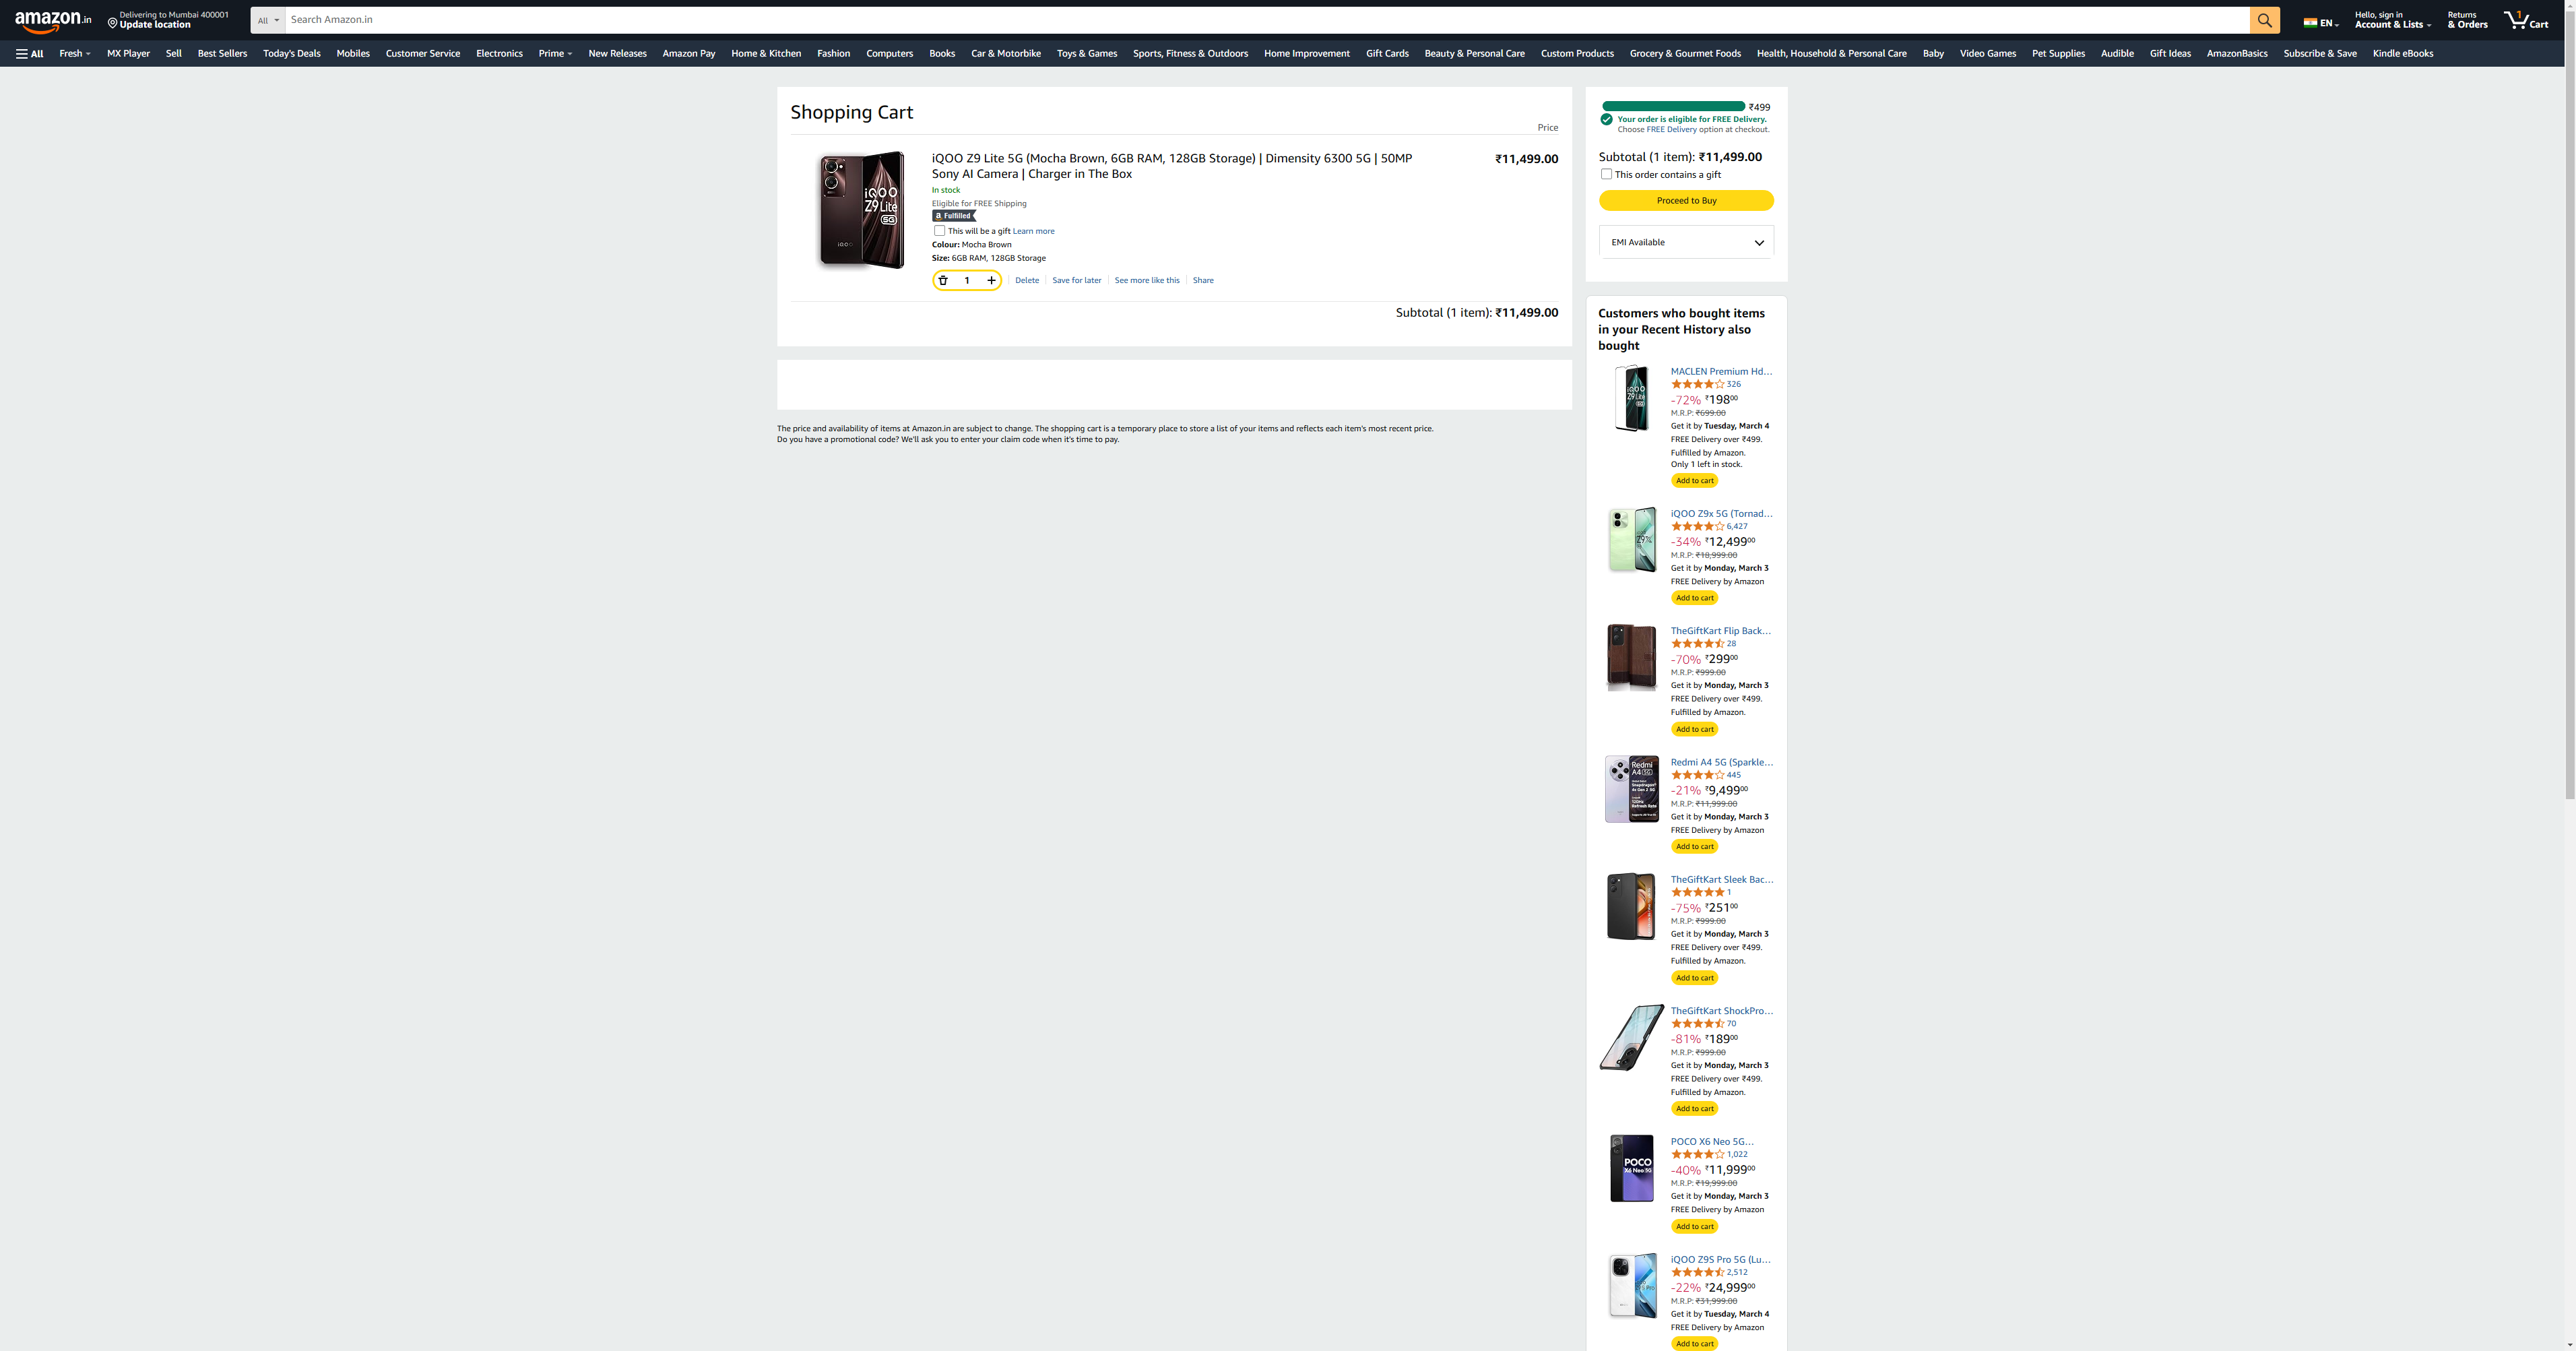 amazon.in
Delivering to Mumbai 400001
Update location
All
Search Amazon.in
EN
Hello, sign in
Account & Lists
Returns
& Orders
1
Cart
All
Fresh
MX Player
Sell
Best Sellers
Today's Deals
Mobiles
Customer Service
Electronics
Prime
New Releases
Amazon Pay
Home & Kitchen
Fashion
Computers
Books
Car & Motorbike
Toys & Games
Sports, Fitness & Outdoors
Home Improvement
Gift Cards
Beauty & Personal Care
Custom Products
Grocery & Gourmet Foods
Health, Household & Personal Care
Baby
Video Games
Pet Supplies
Audible
Gift Ideas
AmazonBasics
Subscribe & Save
Kindle eBooks
Shopping Cart
Price
iQOO
Z9 Lite
5G
iQOO
iQOO Z9 Lite 5G (Mocha Brown, 6GB RAM, 128GB Storage) | Dimensity 6300 5G | 50MP
Sony AI Camera | Charger in The Box
₹11,499.00
In stock
Eligible for FREE Shipping
a Fulfilled
This will be a gift Learn more
Colour: Mocha Brown
Size: 6GB RAM, 128GB Storage
1
Delete
Save for later
See more like this
Share
Subtotal (1 item): ₹11,499.00
The price and availability of items at Amazon.in are subject to change. The shopping cart is a temporary place to store a list of your items and reflects each item's most recent price.
Do you have a promotional code? We'll ask you to enter your claim code when it's time to pay.
₹499
Your order is eligible for FREE Delivery.
Choose FREE Delivery option at checkout.
Subtotal (1 item): ₹11,499.00
This order contains a gift
Proceed to Buy
EMI Available
Customers who bought items
in your Recent History also
bought
iQOO
Z9 Lite
5G
MACLEN Premium Hd…
326
-72% ₹19800
M.R.P: ₹699.00
Get it by Tuesday, March 4
FREE Delivery over ₹499.
Fulfilled by Amazon.
Only 1 left in stock.
Add to cart
Z9x
iQOO Z9x 5G (Tornad…
6,427
-34% ₹12,49900
M.R.P: ₹18,999.00
Get it by Monday, March 3
FREE Delivery by Amazon
Add to cart
TheGiftKart Flip Back…
28
-70% ₹29900
M.R.P: ₹999.00
Get it by Monday, March 3
FREE Delivery over ₹499.
Fulfilled by Amazon.
Add to cart
Redmi
A4 5G
Redmi A4 5G (Sparkle…
445
-21% ₹9,49900
M.R.P: ₹11,999.00
Get it by Monday, March 3
FREE Delivery by Amazon
Add to cart
TheGiftKart Sleek Bac…
1
-75% ₹25100
M.R.P: ₹999.00
Get it by Monday, March 3
FREE Delivery over ₹499.
Fulfilled by Amazon.
Add to cart
TheGiftKart ShockPro…
70
-81% ₹18900
M.R.P: ₹999.00
Get it by Monday, March 3
FREE Delivery over ₹499.
Fulfilled by Amazon.
Add to cart
POCO
X6 Neo 5G
POCO X6 Neo 5G…
1,022
-40% ₹11,99900
M.R.P: ₹19,999.00
Get it by Monday, March 3
FREE Delivery by Amazon
Add to cart
iQOO Z9S Pro 5G (Lu…
2,512
-22% ₹24,99900
M.R.P: ₹31,999.00
Get it by Tuesday, March 4
FREE Delivery by Amazon
Add to cart